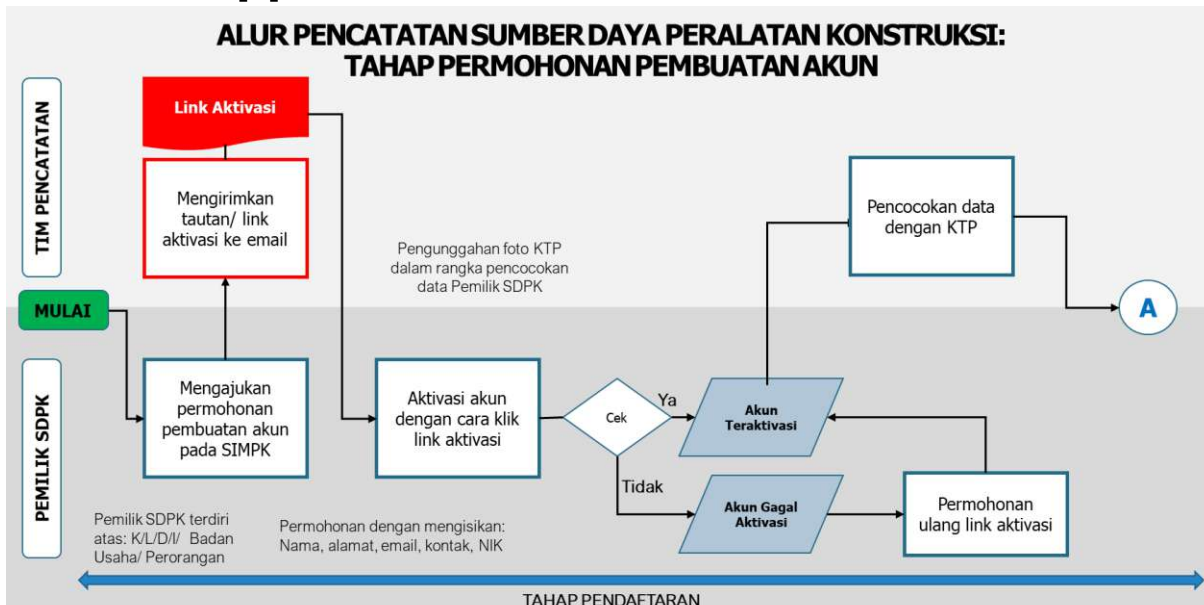 ALUR PENCATATAN SUMBER DAYA PERALATAN KONSTRUKSI:
TAHAP PERMOHONAN PEMBUATAN AKUN
TIM PENCATATAN
Link Aktivasi
Mengirimkan
tautan/ link
aktivasi ke email
Pengunggahan foto KTP
dalam rangka pencocokan
data Pemilik SDPK
Pencocokan data
dengan KTP
MULAI
A
PEMILIK SDPK
Mengajukan
permohonan
pembuatan akun
pada SIMPK
Aktivasi akun
dengan cara klik
link aktivasi
Cek
Ya
Akun
Teraktivasi
Tidak
Akun Gagal
Aktivasi
Permohonan
ulang link aktivasi
Pemilik SDPK terdiri
atas: K/L/D/I/ Badan
Usaha/ Perorangan
Permohonan dengan mengisikan:
Nama, alamat, email, kontak, NIK
TAHAP PENDAFTARAN